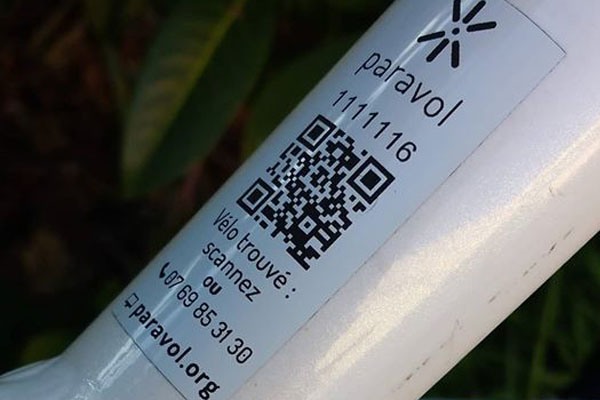 paravol
1111116
Vélo trouvé :
scannez
ou
07 69 85 31 30
paravol.org